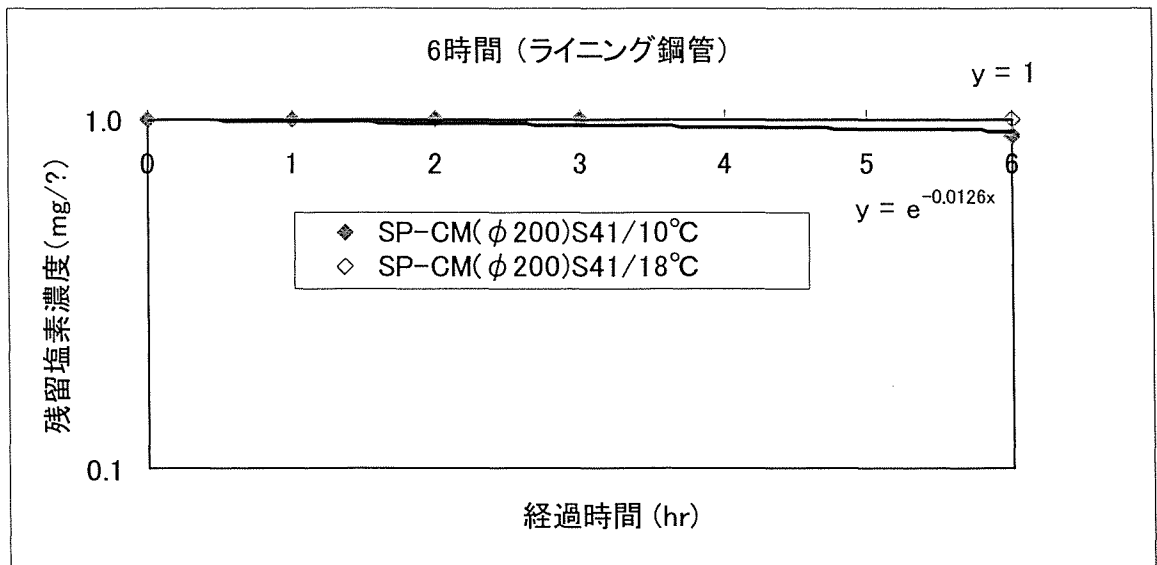 6時間 (ライニング鋼管)
y = 1
1.0
0 1 2 3 4 5 6
y = e^-0.0126x
◆ SP-CM(φ200)S41/10℃
◇ SP-CM(φ200)S41/18℃
残留塩素濃度(mg/?)
0.1
経過時間 (hr)